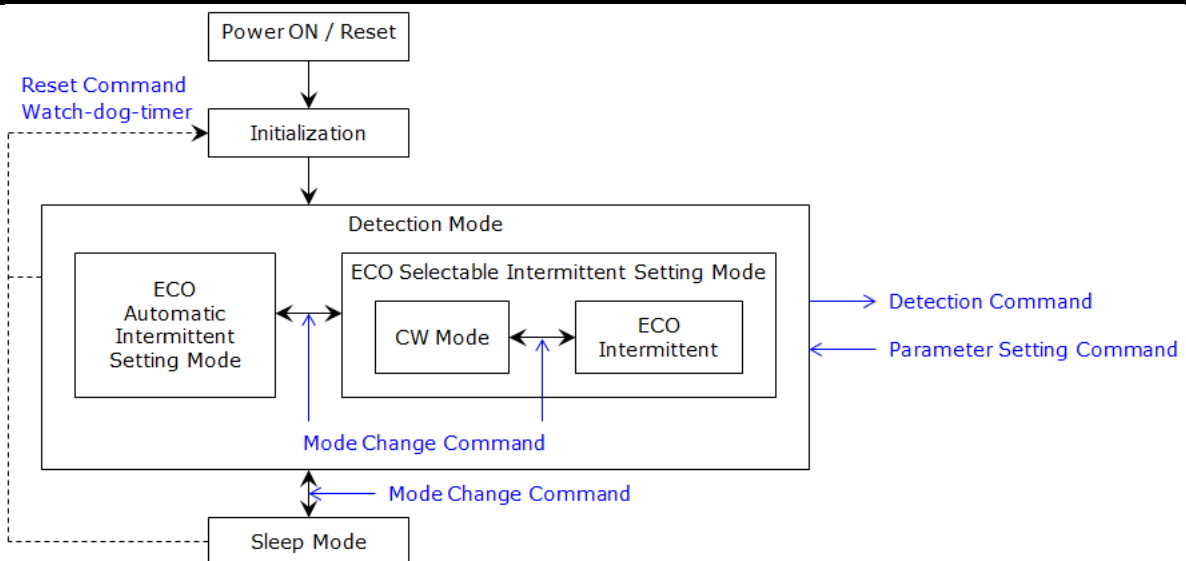 Power ON / Reset
Reset Command
Watch-dog-timer
Initialization
Detection Mode
ECO
Automatic
Intermittent
Setting Mode
ECO Selectable Intermittent Setting Mode
CW Mode
ECO
Intermittent
Detection Command
Parameter Setting Command
Mode Change Command
Mode Change Command
Sleep Mode